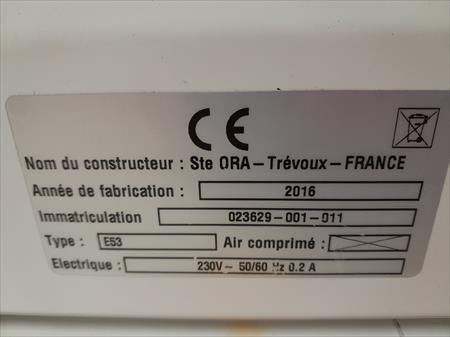 CE
Nom du constructeur : Ste ORA – Trévoux – FRANCE
Année de fabrication : 2016
Immatriculation 023629-001-011
Type : E53 Air comprimé :
Electrique : 230V ~ 50/60 Hz 0.2 A